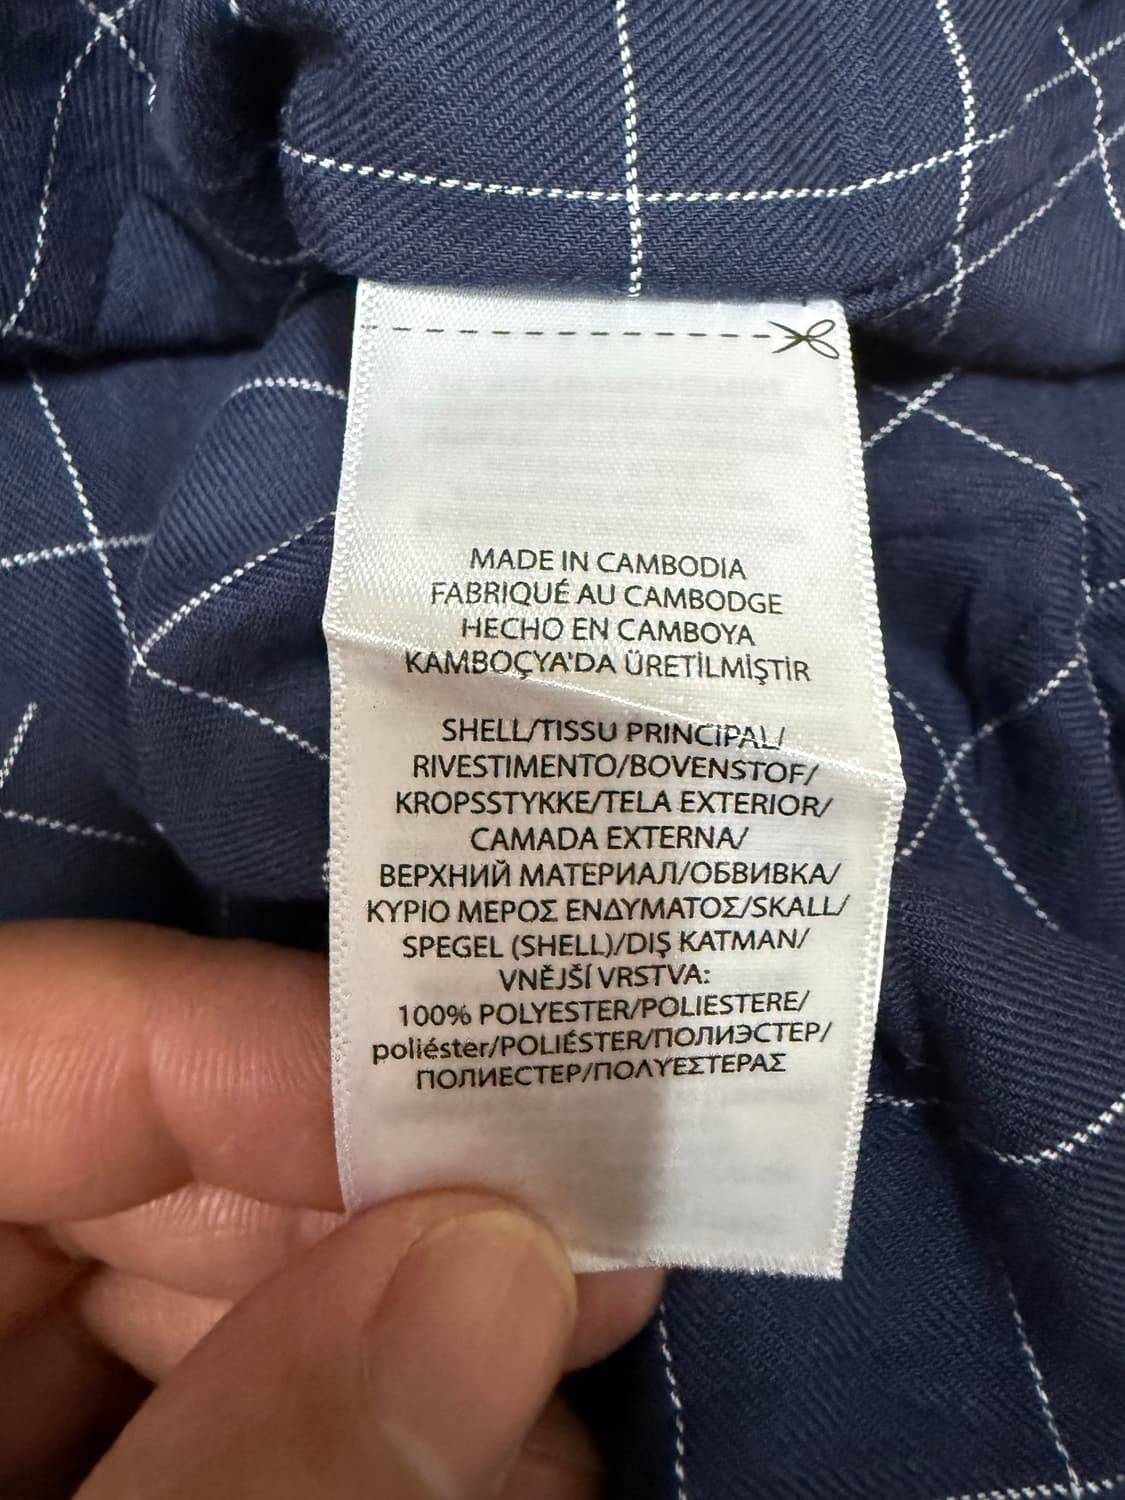 MADE IN CAMBODIA
FABRIQUÉ AU CAMBODGE
HECHO EN CAMBOYA
KAMBOÇYA'DA ÜRETİLMİŞTİR
SHELL/TISSU PRINCIPAL/
RIVESTIMENTO/BOVENSTOF/
KROPSSTYKKE/TELA EXTERIOR/
CAMADA EXTERNA/
ВЕРХНИЙ МАТЕРИАЛ/ОБВИВКА/
ΚΥΡΙΟ ΜΕΡΟΣ ΕΝΔΥΜΑΤΟΣ/SKALL/
SPEGEL (SHELL)/DIŞ KATMAN/
VNĚJŠÍ VRSTVA:
100% POLYESTER/POLIESTERE/
poliéster/POLIÉSTER/ПОЛИЭСТЕР/
ПОЛИЕСТЕР/ΠΟΛΥΕΣΤΕΡΑΣ